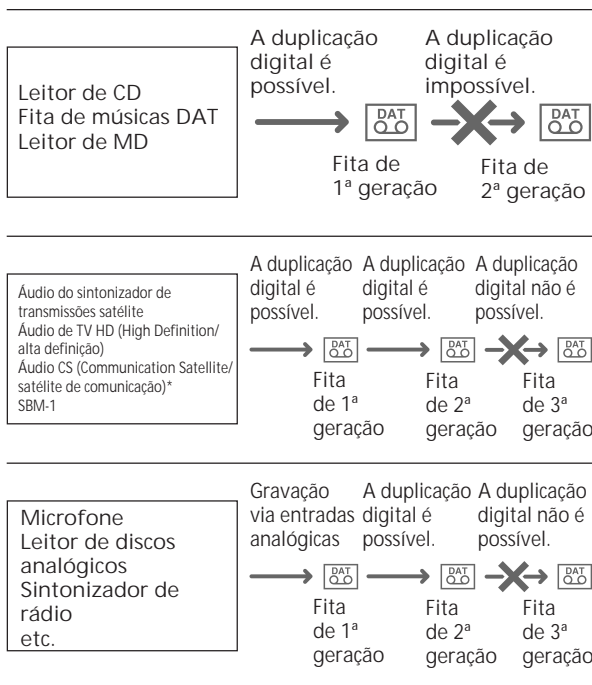 Leitor de CD
Fita de músicas DAT
Leitor de MD
A duplicação
digital é
possível.
A duplicação
digital é
impossível.
DAT
DAT
Fita de
1ª geração
Fita de
2ª geração
Áudio do sintonizador de
transmissões satélite
Áudio de TV HD (High Definition/
alta definição)
Áudio CS (Communication Satellite/
satélite de comunicação)*
SBM-1
A duplicação
digital é
possível.
A duplicação
digital é
possível.
A duplicação
digital não é
possível.
DAT
DAT
DAT
Fita
de 1ª
geração
Fita
de 2ª
geração
Fita
de 3ª
geração
Microfone
Leitor de discos
analógicos
Sintonizador de
rádio
etc.
Gravação
via entradas
analógicas
A duplicação
digital é
possível.
A duplicação
digital não é
possível.
DAT
DAT
DAT
Fita
de 1ª
geração
Fita
de 2ª
geração
Fita
de 3ª
geração